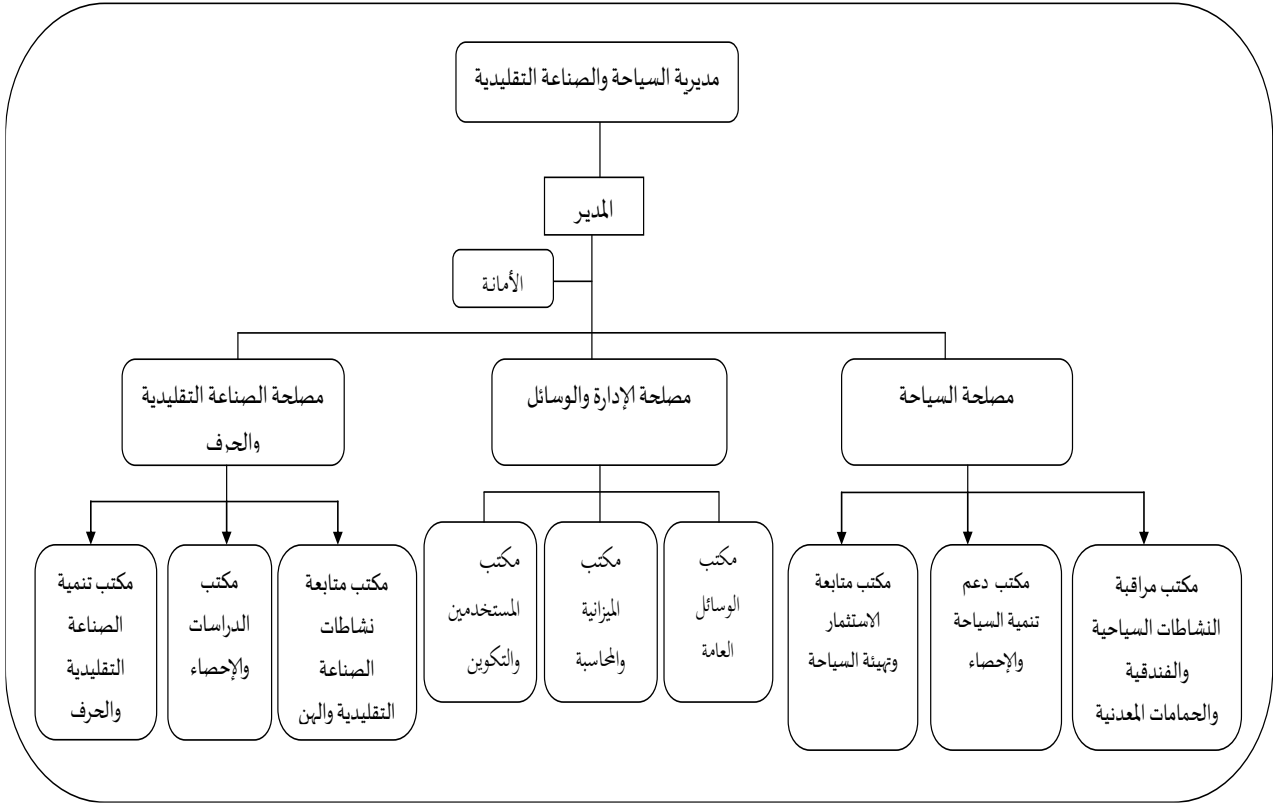 مديرية السياحة والصناعة التقليدية
المدير
الأمانة
مصلحة السياحة
مصلحة الإدارة والوسائل
مصلحة الصناعة التقليدية
والحرف
مكتب مراقبة
النشاطات السياحية
والفندقية
والحمامات المعدنية
مكتب دعم
تنمية السياحة
والإحصاء
مكتب متابعة
الاستثمار
وتهيئة السياحة
مكتب
الوسائل
العامة
مكتب
الميزانية
والمحاسبة
مكتب
المستخدمين
والتكوين
مكتب متابعة
نشاطات
الصناعة
التقليدية والهن
مكتب
الدراسات
والإحصاء
مكتب تنمية
الصناعة
التقليدية
والحرف